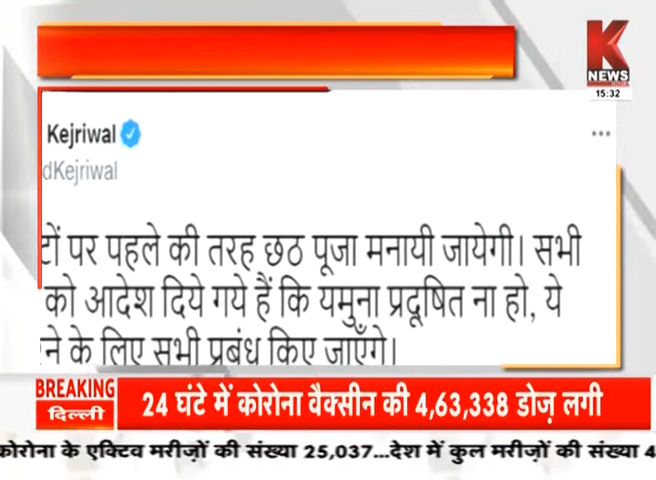 K
NEWS
INDIA
15:32
Kejriwal
dKejriwal
टों पर पहले की तरह छठ पूजा मनायी जायेगी। सभी
को आदेश दिये गये हैं कि यमुना प्रदूषित ना हो, ये
ने के लिए सभी प्रबंध किए जाएँगे।
BREAKING
दिल्ली
24 घंटे में कोरोना वैक्सीन की 4,63,338 डोज़ लगी
कोरोना के एक्टिव मरीज़ों की संख्या 25,037...देश में कुल मरीज़ों की संख्या 4